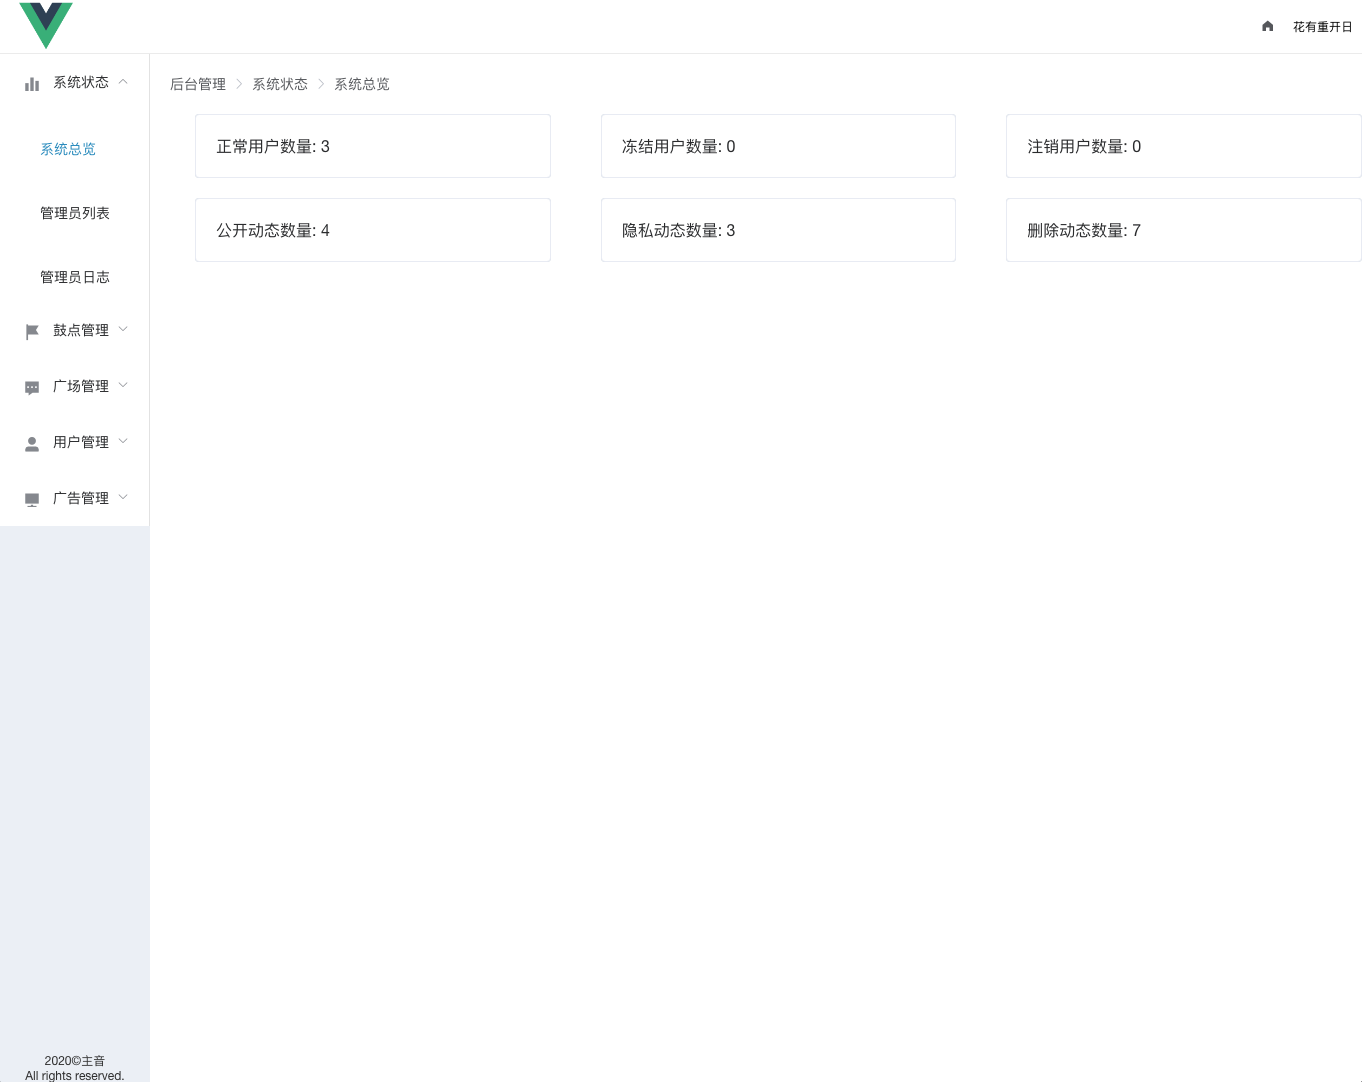 花有重开日
系统状态
系统总览
管理员列表
管理员日志
鼓点管理
广场管理
用户管理
广告管理
2020©主音
All rights reserved.
后台管理 系统状态 系统总览
正常用户数量: 3
冻结用户数量: 0
注销用户数量: 0
公开动态数量: 4
隐私动态数量: 3
删除动态数量: 7